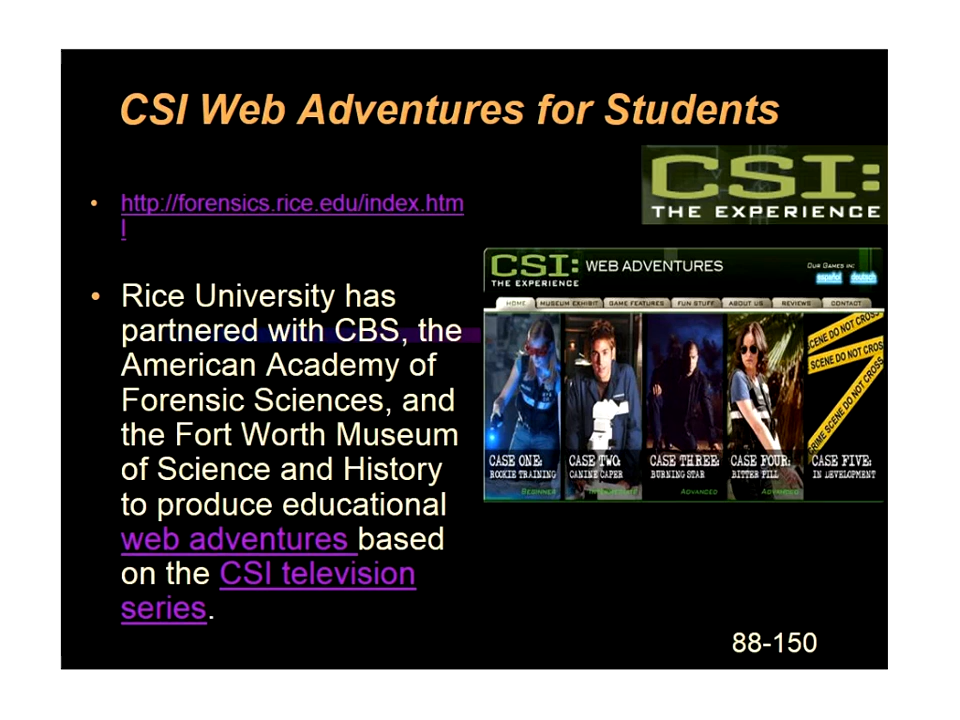 CSI Web Adventures for Students
http://forensics.rice.edu/index.htm
l
Rice University has
partnered with CBS, the
American Academy of
Forensic Sciences, and
the Fort Worth Museum
of Science and History
to produce educational
web adventures based
on the CSI television
series.
CSI:
THE EXPERIENCE
CSI: WEB ADVENTURES
THE EXPERIENCE
OUR GAMES IN:
español deutsch
HOME MUSEUM EXHIBIT GAME FEATURES FUN STUFF ABOUT US REVIEWS CONTACT
SCENE DO NOT CROSS
SCENE DO NOT CROSS
CRIME SCENE DO NOT CROSS
CASE ONE: CASE TWO: CASE THREE: CASE FOUR: CASE FIVE:
ROOKIE TRAINING CANINE CAPER BURNING STAR BITTER PILL IN DEVELOPMENT
BEGINNER ADVANCED ADVANCED
88-150